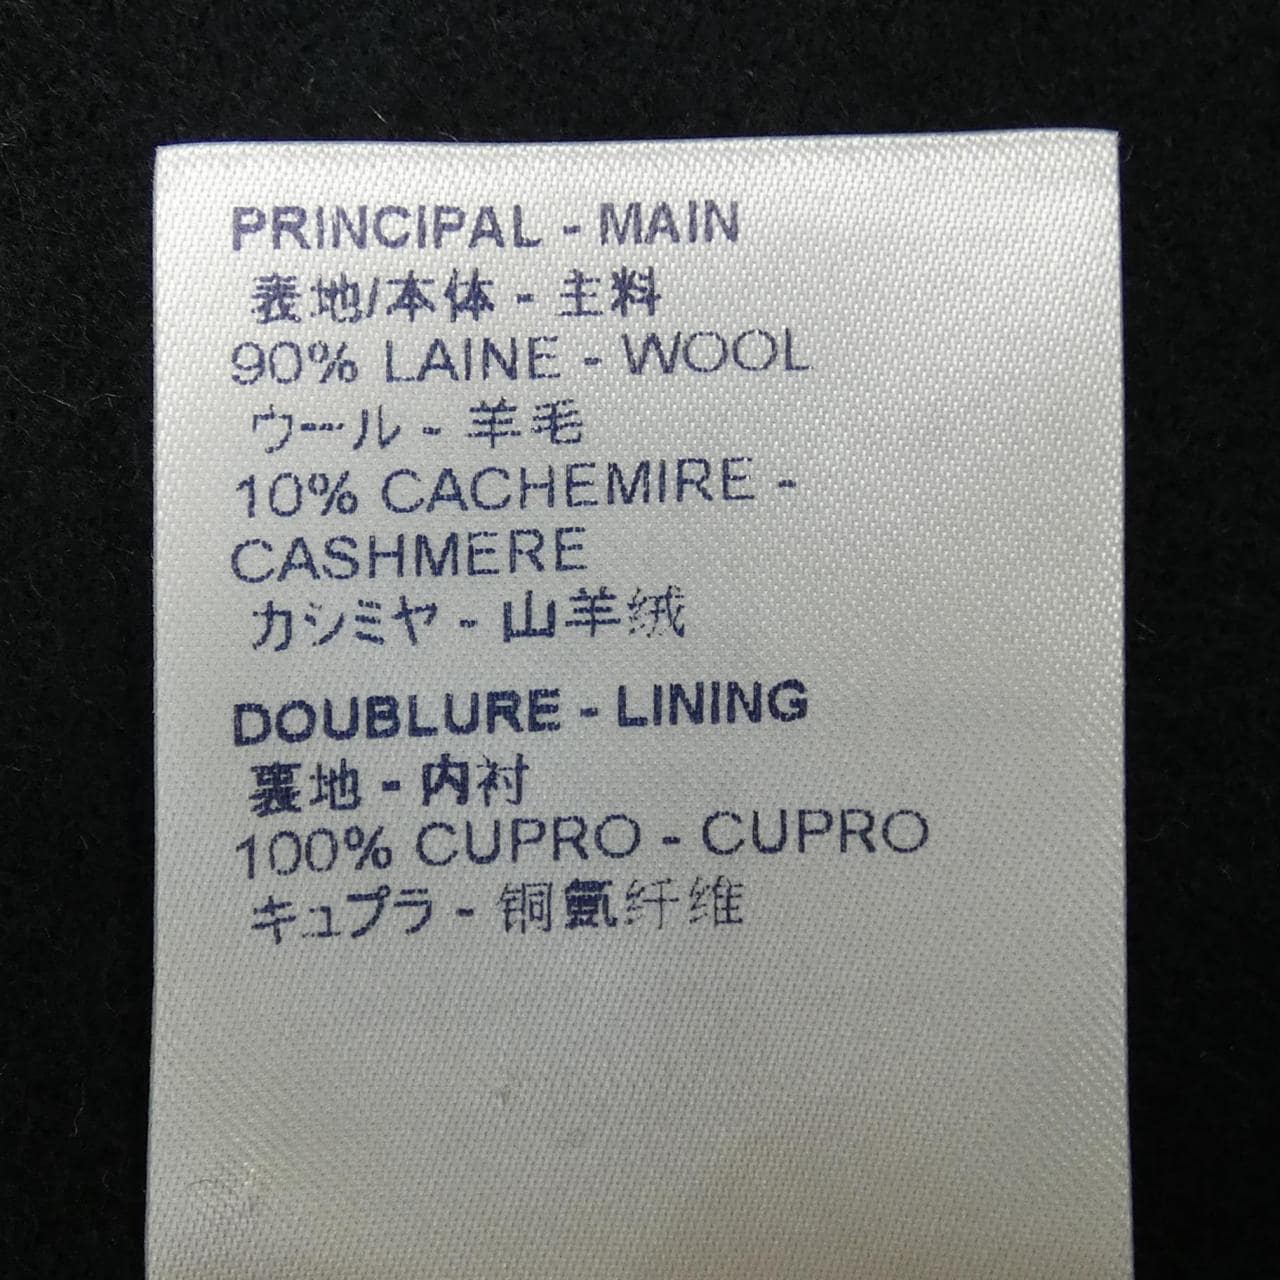 PRINCIPAL - MAIN
表地/本体 - 主料
90% LAINE - WOOL
ウール - 羊毛
10% CACHEMIRE -
CASHMERE
カシミヤ - 山羊绒
DOUBLURE - LINING
裏地 - 内衬
100% CUPRO - CUPRO
キュプラ - 铜氨纤维